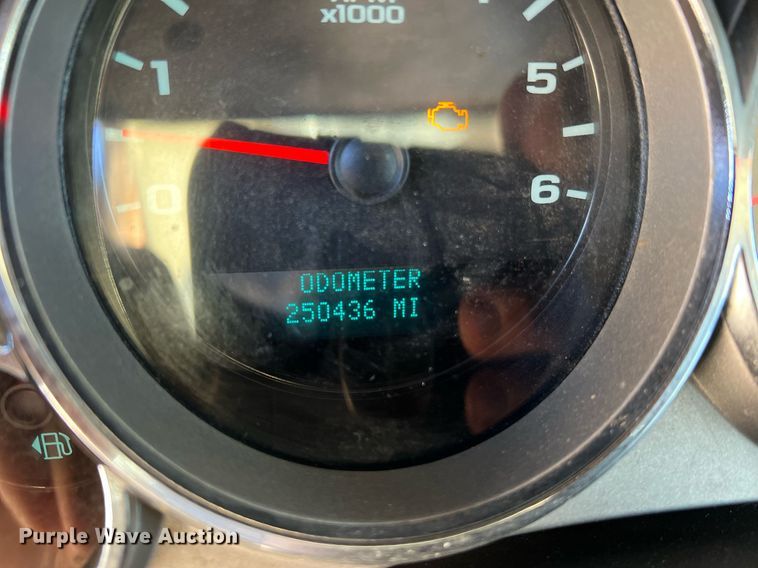 x1000
1
5
0
6
ODOMETER
250436 MI
Purple Wave Auction